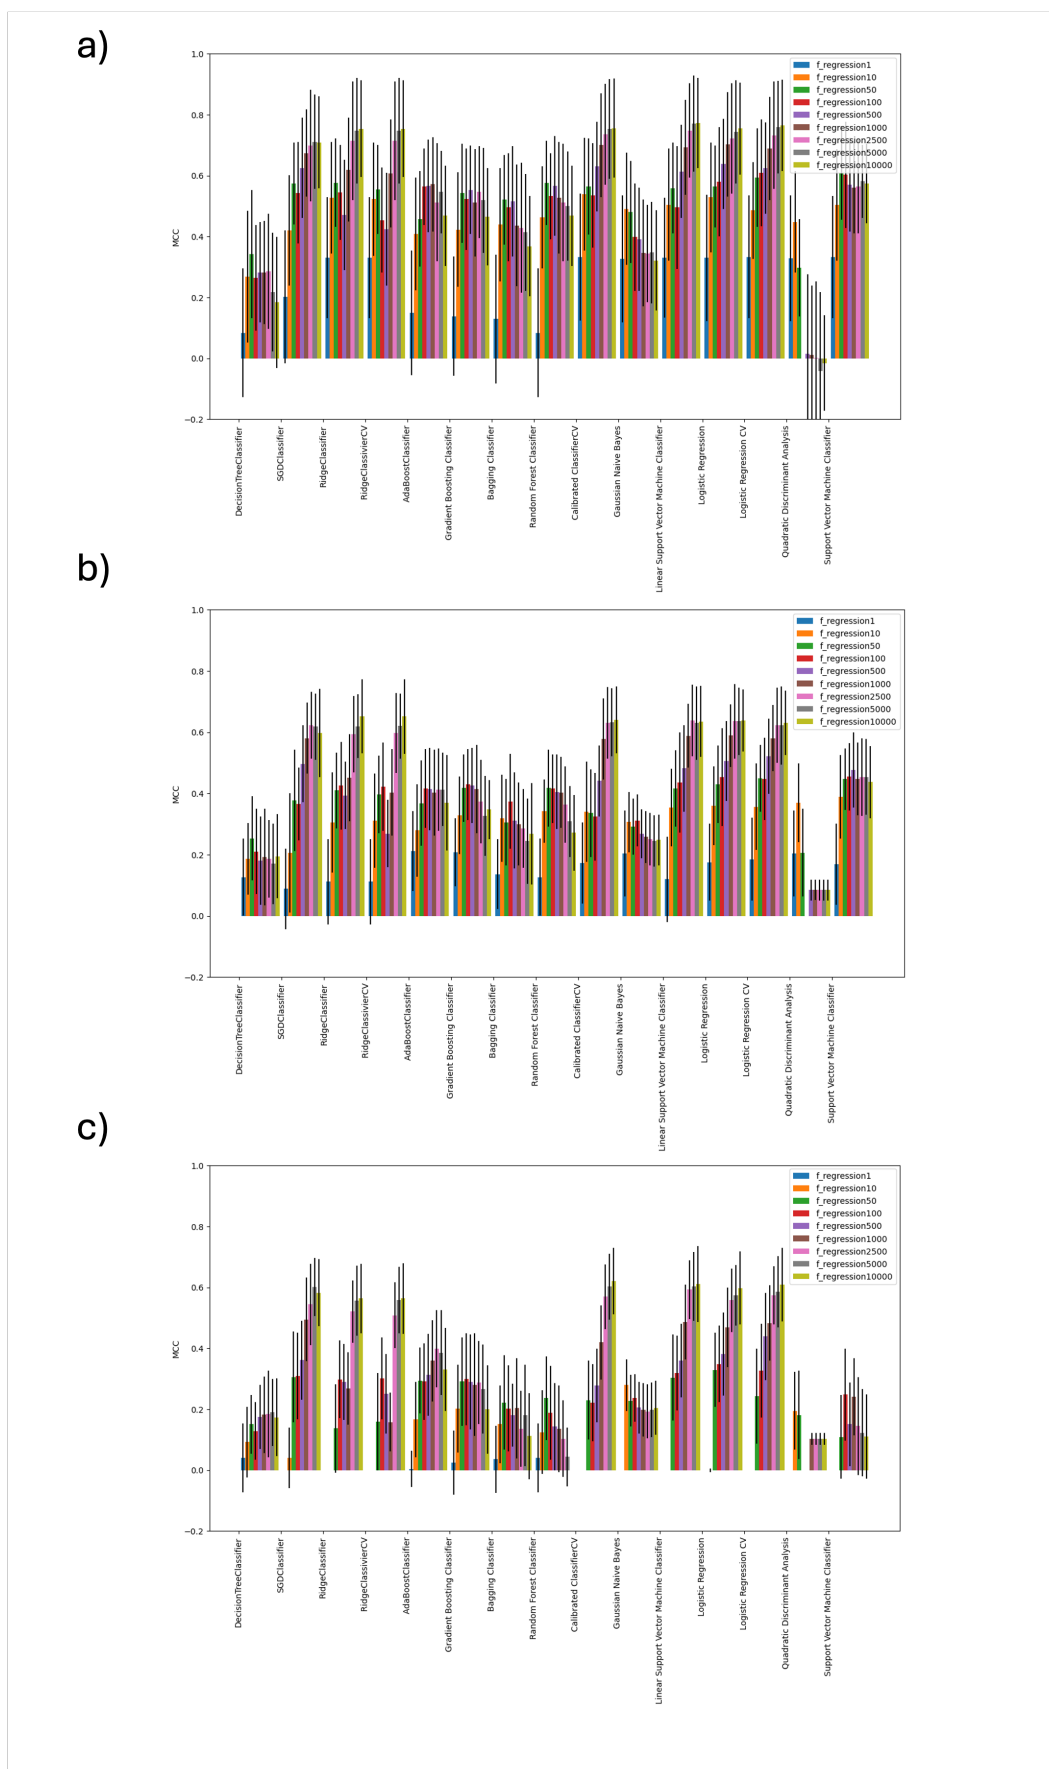 a)
1.0
0.8
0.6
0.4
0.2
0.0
−0.2
MCC
f_regression1
f_regression10
f_regression50
f_regression100
f_regression500
f_regression1000
f_regression2500
f_regression5000
f_regression10000
DecisionTreeClassifier
SGDClassifier
RidgeClassifier
RidgeClassivierCV
AdaBoostClassifier
Gradient Boosting Classifier
Bagging Classifier
Random Forest Classifier
Calibrated ClassifierCV
Gaussian Naive Bayes
Linear Support Vector Machine Classifier
Logistic Regression
Logistic Regression CV
Quadratic Discriminant Analysis
Support Vector Machine Classifier
b)
1.0
0.8
0.6
0.4
0.2
0.0
−0.2
MCC
f_regression1
f_regression10
f_regression50
f_regression100
f_regression500
f_regression1000
f_regression2500
f_regression5000
f_regression10000
DecisionTreeClassifier
SGDClassifier
RidgeClassifier
RidgeClassivierCV
AdaBoostClassifier
Gradient Boosting Classifier
Bagging Classifier
Random Forest Classifier
Calibrated ClassifierCV
Gaussian Naive Bayes
Linear Support Vector Machine Classifier
Logistic Regression
Logistic Regression CV
Quadratic Discriminant Analysis
Support Vector Machine Classifier
c)
1.0
0.8
0.6
0.4
0.2
0.0
−0.2
MCC
f_regression1
f_regression10
f_regression50
f_regression100
f_regression500
f_regression1000
f_regression2500
f_regression5000
f_regression10000
DecisionTreeClassifier
SGDClassifier
RidgeClassifier
RidgeClassivierCV
AdaBoostClassifier
Gradient Boosting Classifier
Bagging Classifier
Random Forest Classifier
Calibrated ClassifierCV
Gaussian Naive Bayes
Linear Support Vector Machine Classifier
Logistic Regression
Logistic Regression CV
Quadratic Discriminant Analysis
Support Vector Machine Classifier